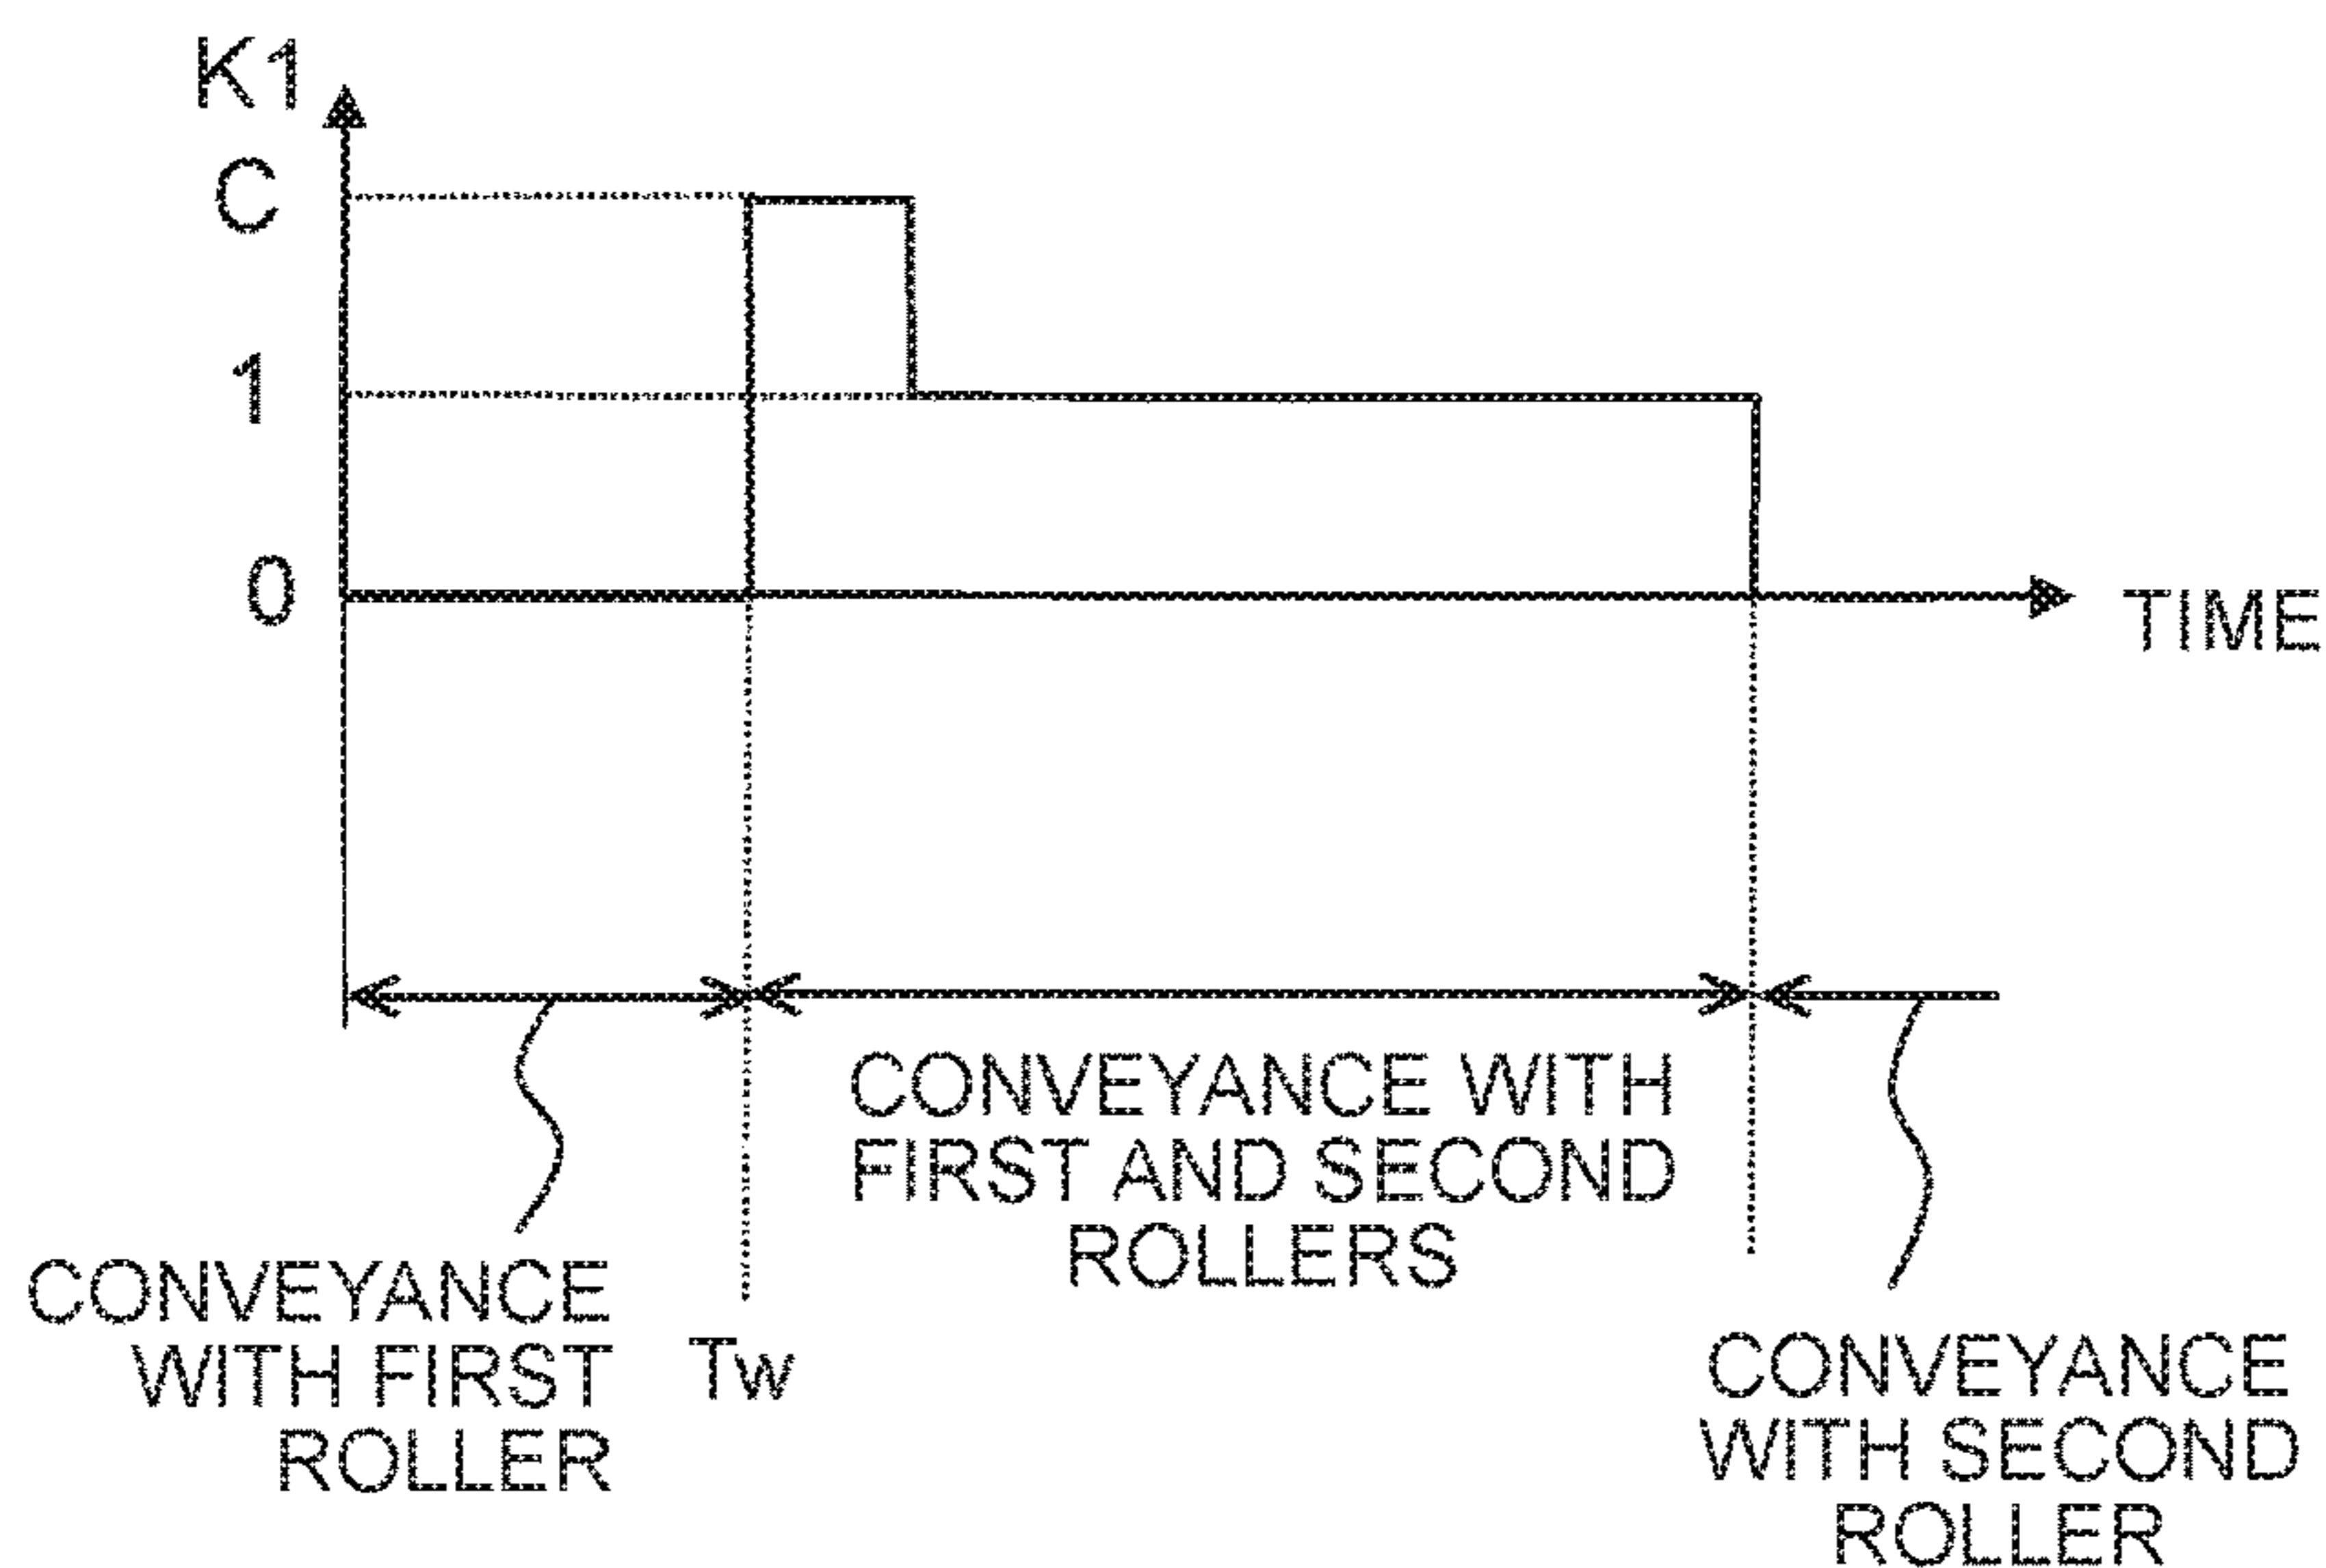 K1
C
1
0
TIME
CONVEYANCE WITH
FIRST AND SECOND
ROLLERS
CONVEYANCE
WITH FIRST
ROLLER
Tw
CONVEYANCE
WITH SECOND
ROLLER